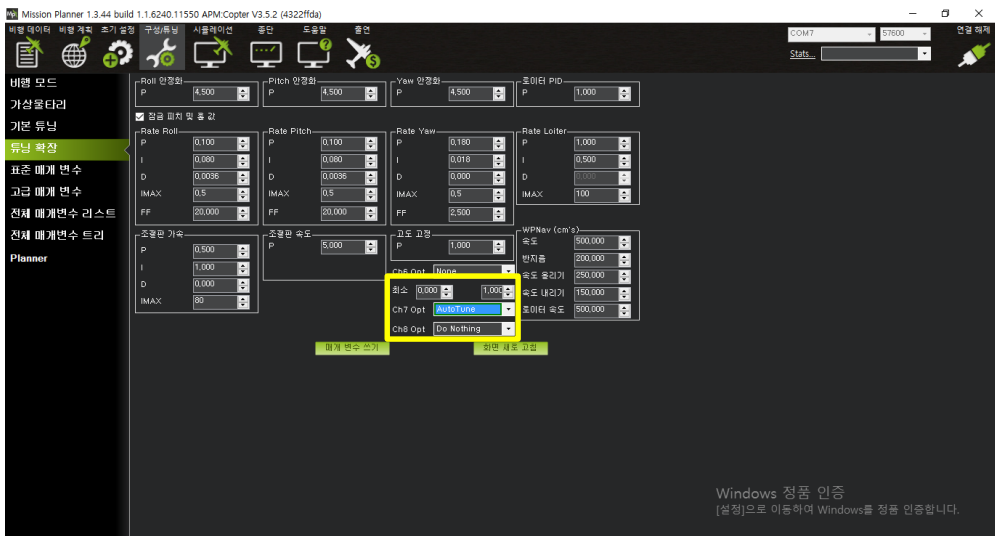 Mission Planner 1.3.44 build 1.1.6240.11550 APM:Copter V3.5.2 (4322ffda)
비행 데이터 비행 계획 초기 설정 구성/튜닝 시뮬레이션 종단 도움말 출연
COM7 57600 연결 해제
Stats...
비행 모드
가상울타리
기본 튜닝
튜닝 확장
표준 매개 변수
고급 매개 변수
전체 매개변수 리스트
전체 매개변수 트리
Planner
Roll 안정화
P 4,500
Pitch 안정화
P 4,500
Yaw 안정화
P 4,500
로이터 PID
P 1,000
잠금 피치 및 롤 값
Rate Roll
P 0,100
I 0,080
D 0,0036
IMAX 0,5
FF 20,000
Rate Pitch
P 0,100
I 0,080
D 0,0036
IMAX 0,5
FF 20,000
Rate Yaw
P 0,180
I 0,018
D 0,000
IMAX 0,5
FF 2,500
Rate Loiter
P 1,000
I 0,500
D 0,000
IMAX 100
조절판 가속
P 0,500
I 1,000
D 0,000
IMAX 80
조절판 속도
P 5,000
고도 고정
P 1,000
Ch6 Opt None
최소 0,000 1,000
Ch7 Opt AutoTune
Ch8 Opt Do Nothing
WPNav (cm's)
속도 500,000
반지름 200,000
속도 올리기 250,000
속도 내리기 150,000
로이터 속도 500,000
매개 변수 쓰기 화면 새로 고침
Windows 정품 인증
[설정]으로 이동하여 Windows를 정품 인증합니다.